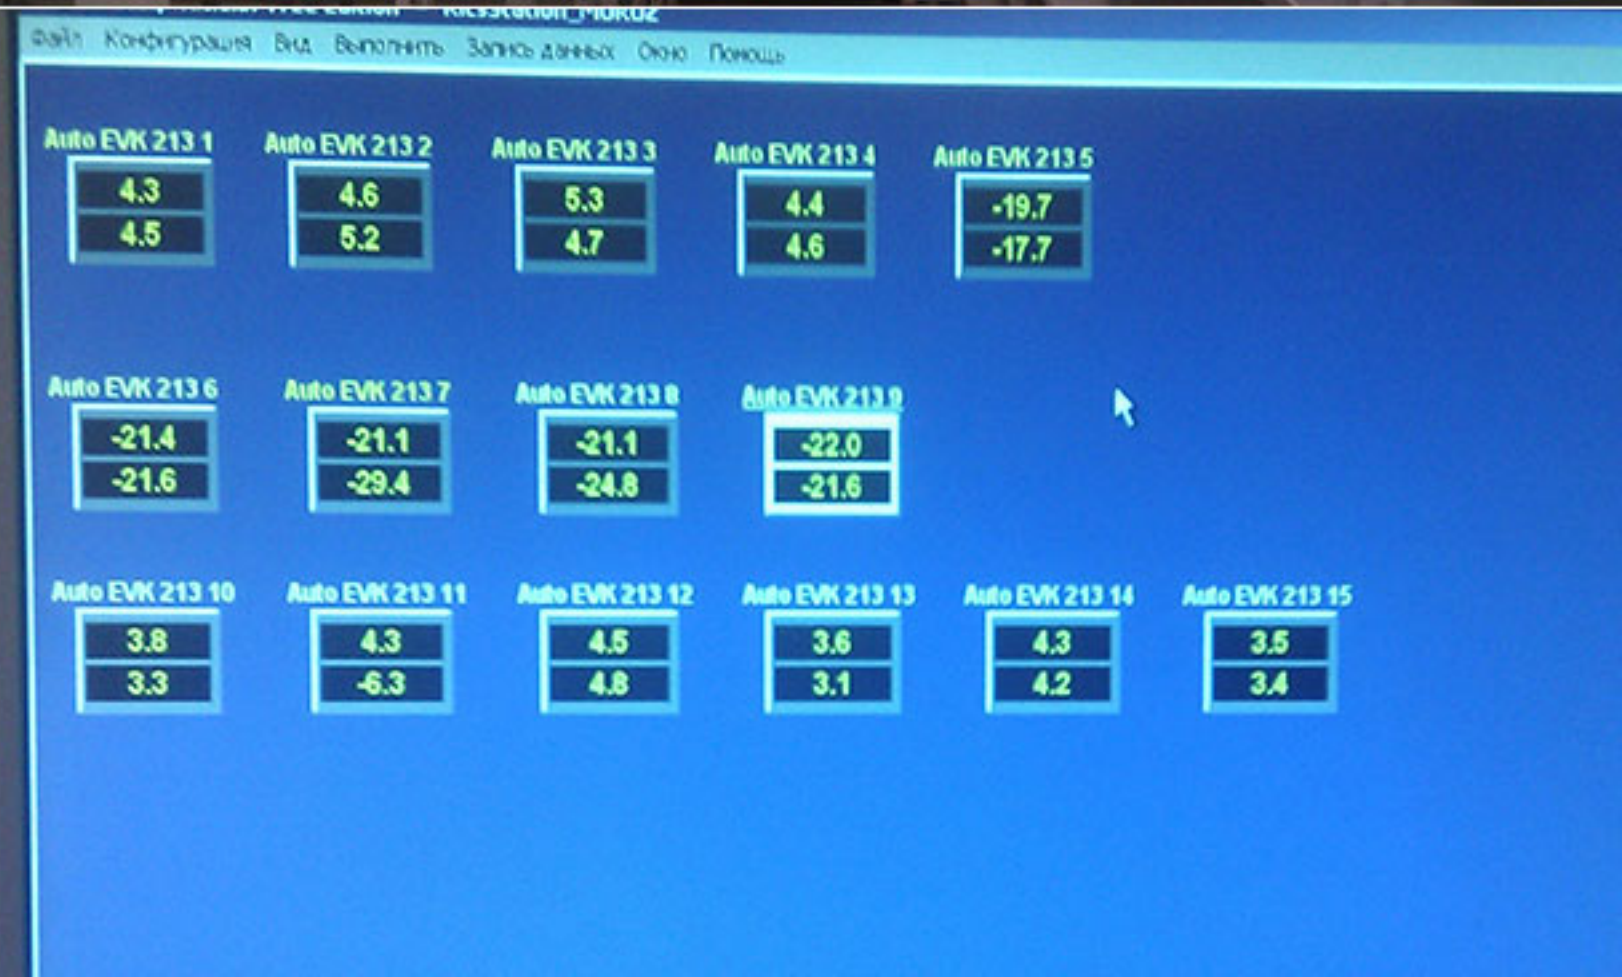 KicsStation_MOROZ
Файл Конфигурация Вид Выполнить Запись данных Окно Помощь
Auto EVK 213 1 Auto EVK 213 2 Auto EVK 213 3 Auto EVK 213 4 Auto EVK 213 5
4.3 4.6 5.3 4.4 -19.7
4.5 5.2 4.7 4.6 -17.7
Auto EVK 213 6 Auto EVK 213 7 Auto EVK 213 8 Auto EVK 213 9
-21.4 -21.1 -21.1 -22.0
-21.6 -29.4 -24.8 -21.6
Auto EVK 213 10 Auto EVK 213 11 Auto EVK 213 12 Auto EVK 213 13 Auto EVK 213 14 Auto EVK 213 15
3.8 4.3 4.5 3.6 4.3 3.5
3.3 -6.3 4.8 3.1 4.2 3.4